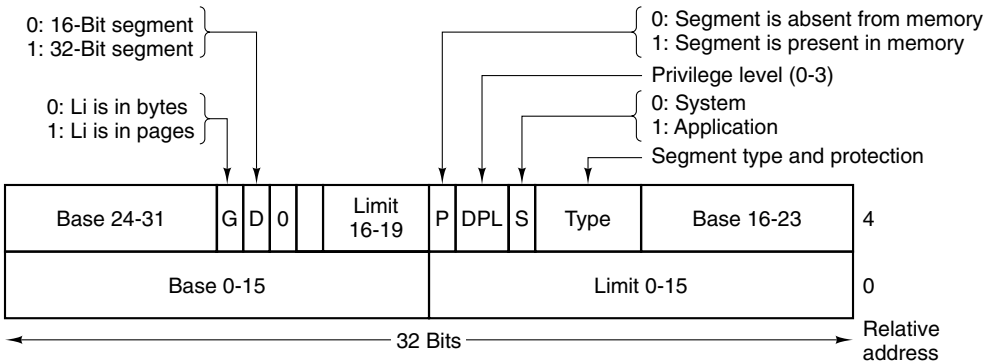 0: 16-Bit segment
1: 32-Bit segment
0: Li is in bytes
1: Li is in pages
0: Segment is absent from memory
1: Segment is present in memory
Privilege level (0-3)
0: System
1: Application
Segment type and protection
Base 24-31
G
D
0
Limit
16-19
P
DPL
S
Type
Base 16-23
4
Base 0-15
Limit 0-15
0
32 Bits
Relative
address